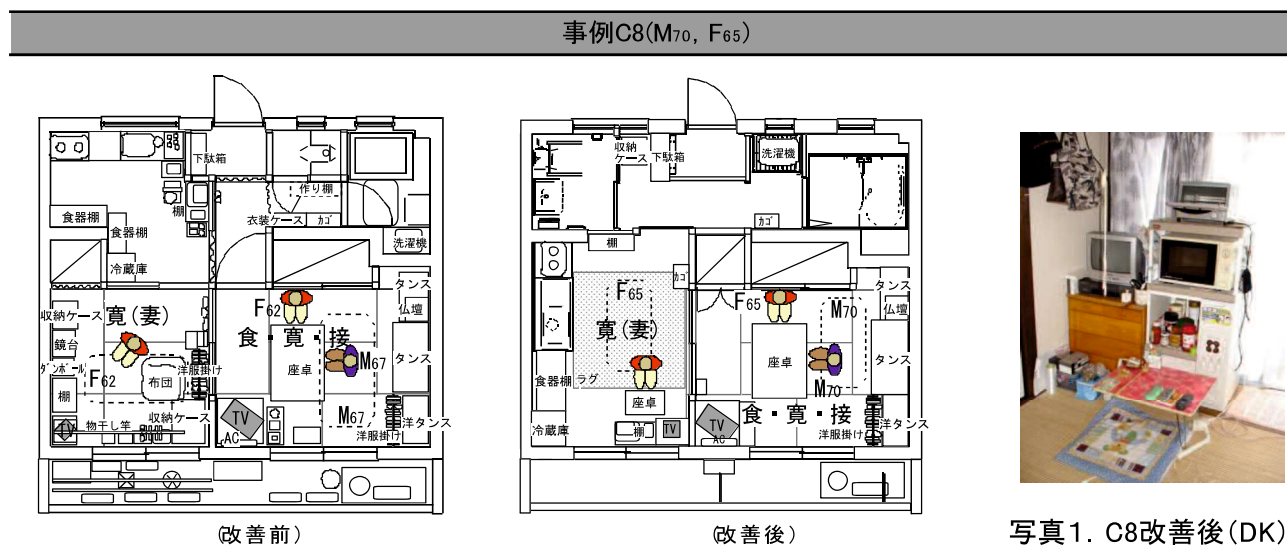 事例C8(M70, F65)
下駄箱
作り棚
棚
食器棚
食器棚
衣装ケース
ｶｺﾞ
洗濯機
冷蔵庫
タンス
収納ケース
寛(妻)
F62
仏壇
鏡台
食・寛・接
ﾀﾞﾝﾎﾞｰﾙ
F62
布団
洋服掛け
座卓
M67
タンス
棚
TV
物干し竿
収納ケース
TV
AC
M67
洋服掛け
洋タンス
(改善前)
収納
ケース
下駄箱
洗濯機
ｶｺﾞ
棚
ｶｺﾞ
タンス
F65
F65
M70
仏壇
寛(妻)
座卓
タンス
食器棚
ラグ
M70
座卓
冷蔵庫
棚
TV
TV
AC
食・寛・接
洋服掛け
洋タンス
(改善後)
写真1. C8改善後(DK)